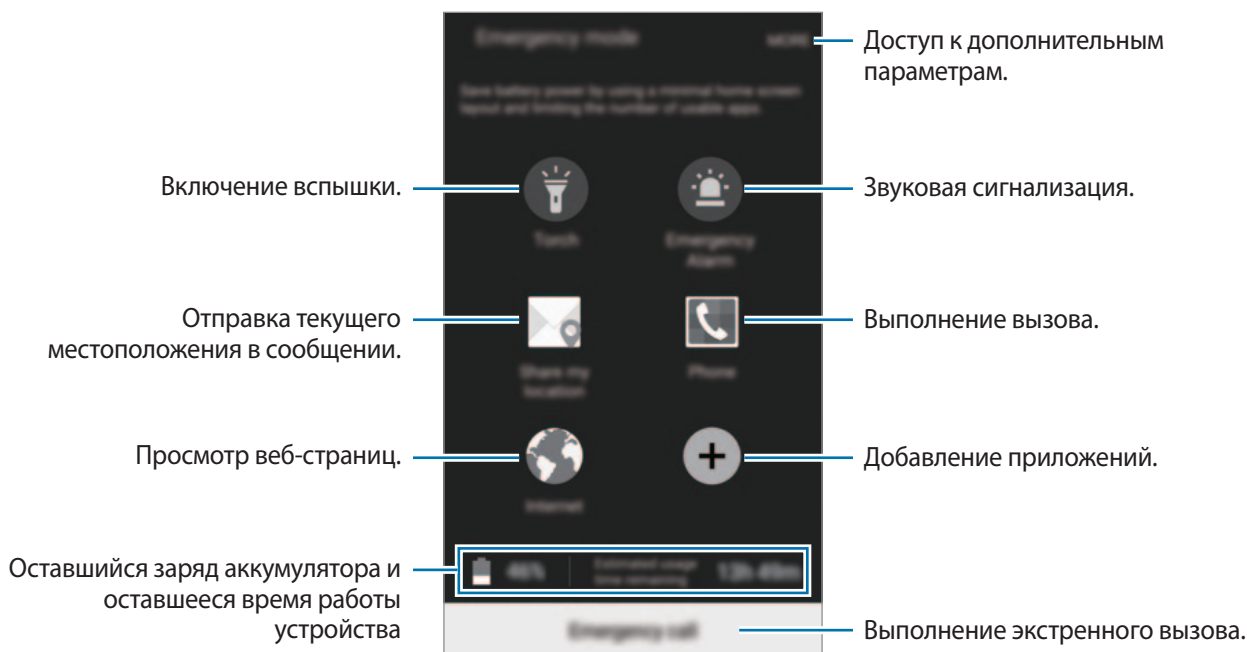 Emergency mode
MORE
Доступ к дополнительным
параметрам.
Save battery power by using a minimal home screen
layout and limiting the number of usable apps.
Включение вспышки.
Звуковая сигнализация.
Torch
Emergency
Alarm
Отправка текущего
местоположения в сообщении.
Выполнение вызова.
Share my
location
Phone
Просмотр веб-страниц.
Добавление приложений.
Internet
Оставшийся заряд аккумулятора и
оставшееся время работы
устройства
46%
Estimated usage
time remaining
13h 49m
Emergency call
Выполнение экстренного вызова.